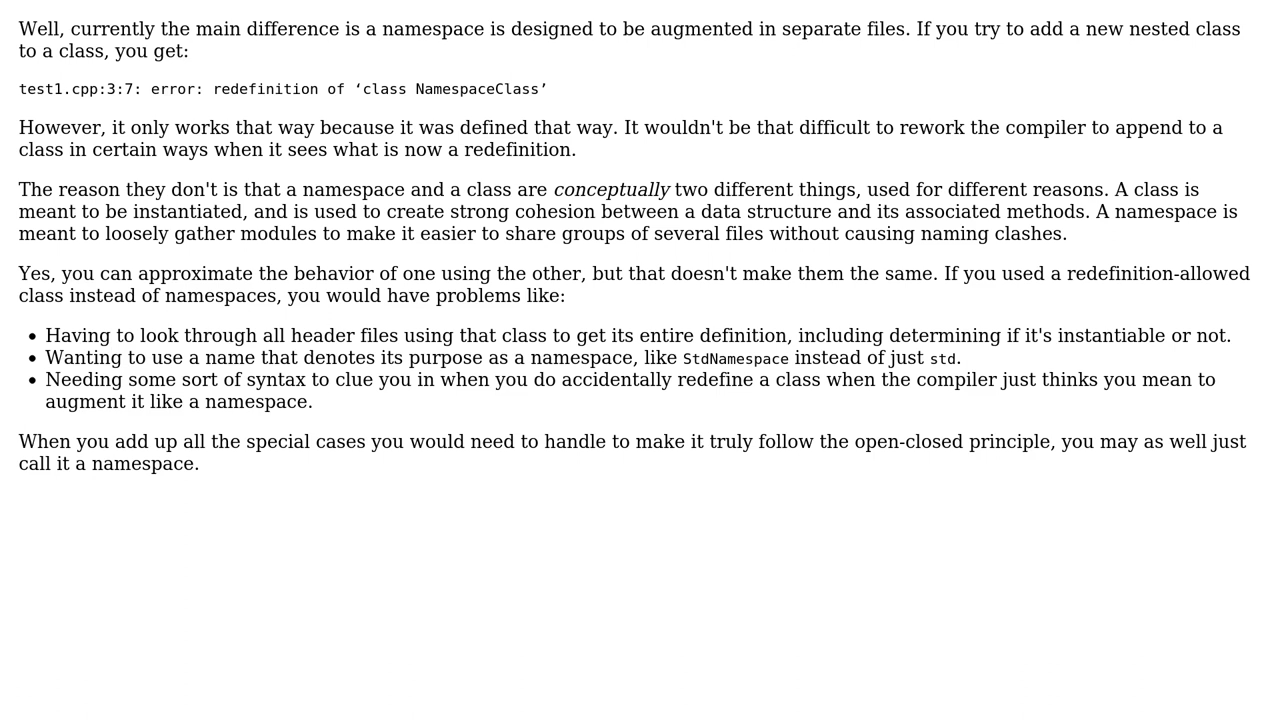 Well, currently the main difference is a namespace is designed to be augmented in separate files. If you try to add a new nested class
to a class, you get:
test1.cpp:3:7: error: redefinition of ‘class NamespaceClass’
However, it only works that way because it was defined that way. It wouldn't be that difficult to rework the compiler to append to a
class in certain ways when it sees what is now a redefinition.
The reason they don't is that a namespace and a class are conceptually two different things, used for different reasons. A class is
meant to be instantiated, and is used to create strong cohesion between a data structure and its associated methods. A namespace is
meant to loosely gather modules to make it easier to share groups of several files without causing naming clashes.
Yes, you can approximate the behavior of one using the other, but that doesn't make them the same. If you used a redefinition-allowed
class instead of namespaces, you would have problems like:
• Having to look through all header files using that class to get its entire definition, including determining if it's instantiable or not.
• Wanting to use a name that denotes its purpose as a namespace, like StdNamespace instead of just std.
• Needing some sort of syntax to clue you in when you do accidentally redefine a class when the compiler just thinks you mean to
augment it like a namespace.
When you add up all the special cases you would need to handle to make it truly follow the open-closed principle, you may as well just
call it a namespace.